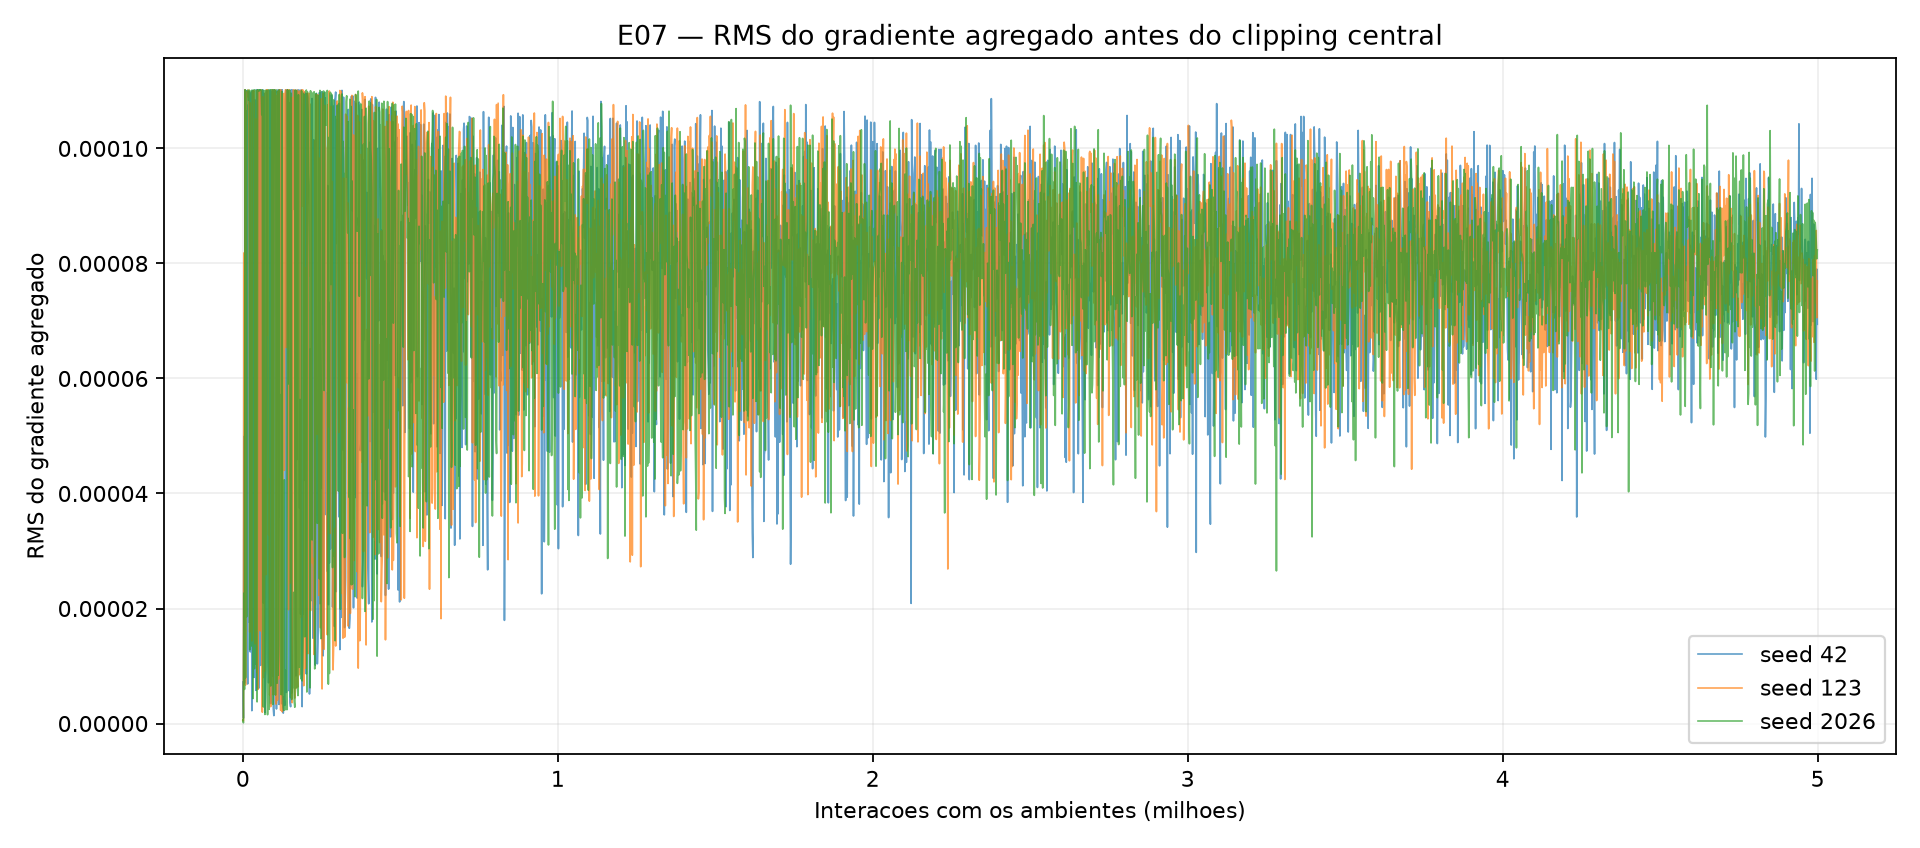 E07 — RMS do gradiente agregado antes do clipping central
RMS do gradiente agregado
0.00010
0.00008
0.00006
0.00004
0.00002
0.00000
0
1
2
3
4
5
Interacoes com os ambientes (milhoes)
seed 42
seed 123
seed 2026